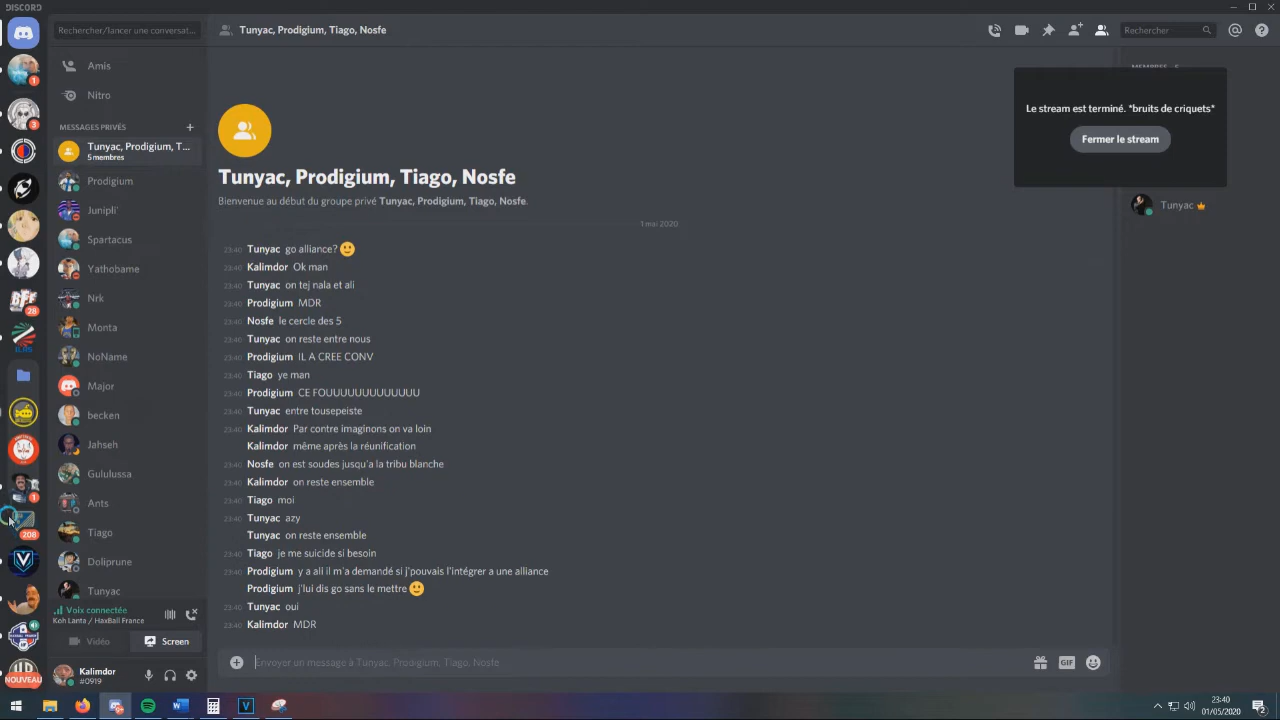 DISCORD
Rechercher/lancer une conversat...
Tunyac, Prodigium, Tiago, Nosfe
Rechercher
Amis
Nitro
MESSAGES PRIVÉS
Tunyac, Prodigium, T...
5 membres
Prodigium
Junipli'
Spartacus
Yathobame
Nrk
Monta
NoName
Major
becken
Jahseh
Gululussa
Ants
Tiago
Doliprune
Tunyac
Voix connectée
Koh Lanta / HaxBall France
Vidéo
Screen
Kalimdor
#0919
1
3
BFF
28
ILRS
1
208
NOUVEAU
Tunyac, Prodigium, Tiago, Nosfe
Bienvenue au début du groupe privé Tunyac, Prodigium, Tiago, Nosfe.
1 mai 2020
23:40 Tunyac go alliance?
23:40 Kalimdor Ok man
23:40 Tunyac on tej nala et ali
23:40 Prodigium MDR
23:40 Nosfe le cercle des 5
23:40 Tunyac on reste entre nous
23:40 Prodigium IL A CREE CONV
23:40 Tiago ye man
23:40 Prodigium CE FOUUUUUUUUUUUUU
23:40 Tunyac entre tousepeiste
23:40 Kalimdor Par contre imaginons on va loin
Kalimdor même après la réunification
23:40 Nosfe on est soudes jusqu'a la tribu blanche
23:40 Kalimdor on reste ensemble
23:40 Tiago moi
23:40 Tunyac azy
Tunyac on reste ensemble
23:40 Tiago je me suicide si besoin
23:40 Prodigium y a ali il m'a demandé si j'pouvais l'intégrer a une alliance
Prodigium j'lui dis go sans le mettre
23:40 Tunyac oui
23:40 Kalimdor MDR
Envoyer un message à Tunyac, Prodigium, Tiago, Nosfe
GIF
Le stream est terminé. *bruits de criquets*
Fermer le stream
Tunyac
23:40
01/05/2020
2